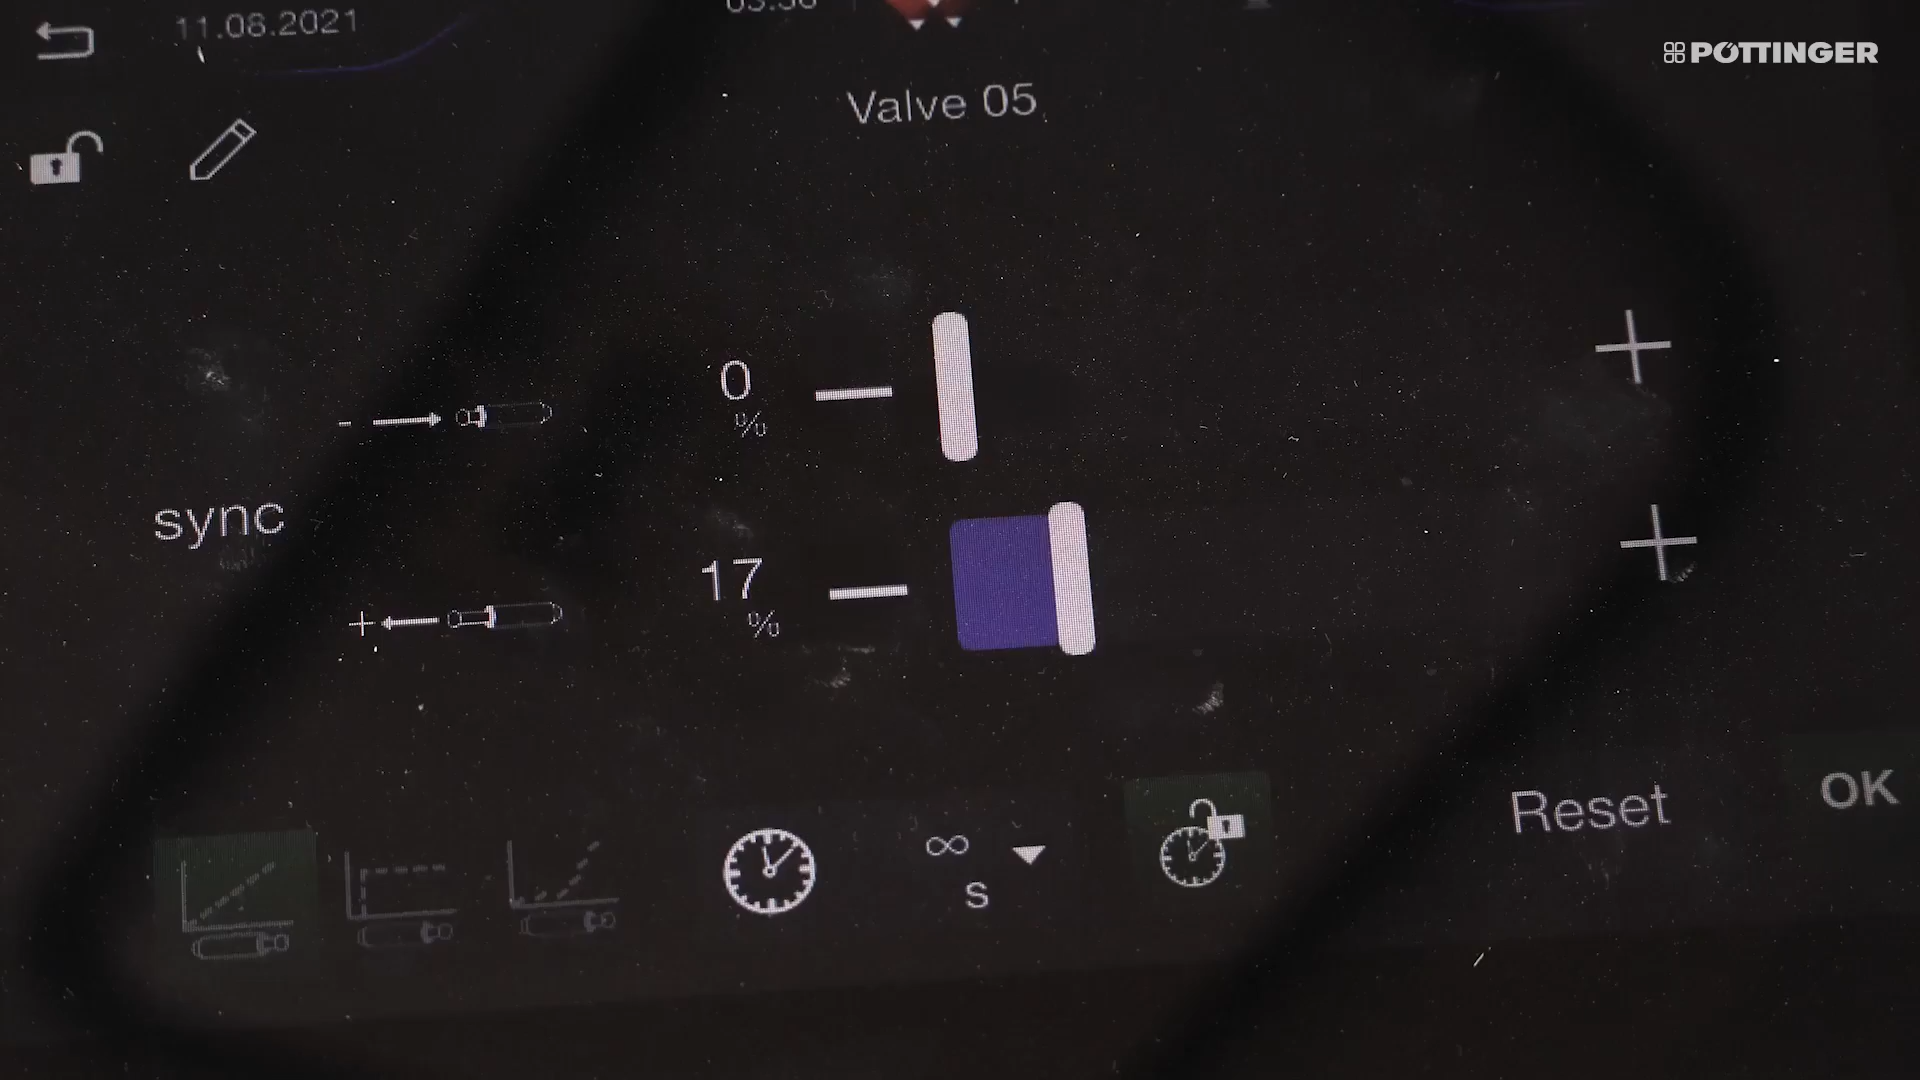 11.08.2021
PÖTTINGER
Valve 05
0
%
sync
17
%
∞
s
Reset
OK